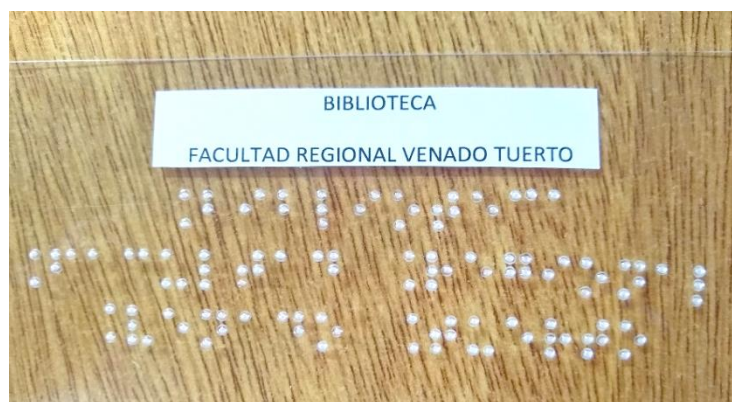 BIBLIOTECA
FACULTAD REGIONAL VENADO TUERTO
⠨⠃⠊⠃⠇⠊⠕⠞⠑⠉⠁
⠨⠋⠁⠉⠥⠇⠞⠁⠙ ⠨⠗⠑⠛⠊⠕⠝⠁⠇
⠨⠧⠑⠝⠁⠙⠕ ⠨⠞⠥⠑⠗⠞⠕